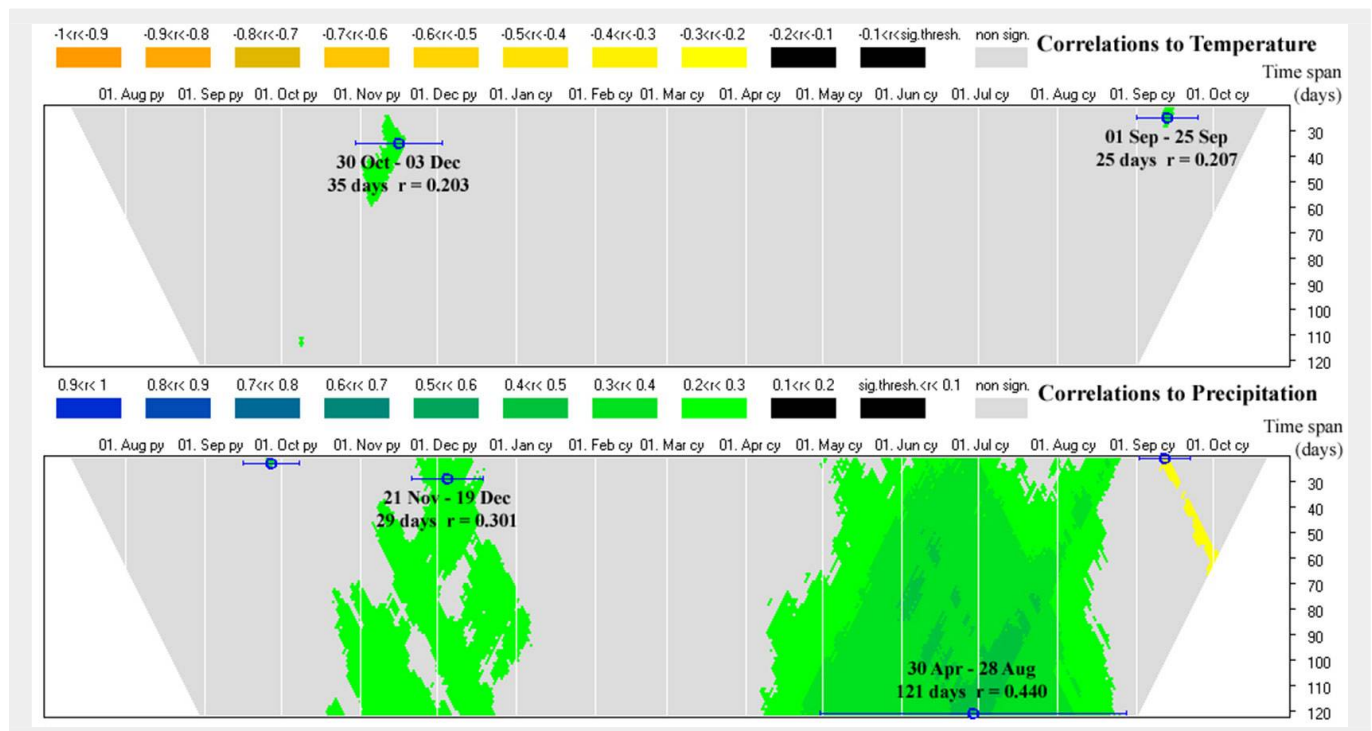 -1<r<-0.9 -0.9<r<-0.8 -0.8<r<-0.7 -0.7<r<-0.6 -0.6<r<-0.5 -0.5<r<-0.4 -0.4<r<-0.3 -0.3<r<-0.2 -0.2<r<-0.1 -0.1<r<sig.thresh. non sign. Correlations to Temperature
Time span
01. Aug py 01. Sep py 01. Oct py 01. Nov py 01. Dec py 01. Jan cy 01. Feb cy 01. Mar cy 01. Apr cy 01. May cy 01. Jun cy 01. Jul cy 01. Aug cy 01. Sep cy 01. Oct cy (days)
30
01 Sep - 25 Sep
40
30 Oct - 03 Dec
25 days r = 0.207
35 days r = 0.203
50
60
70
80
90
100
110
120
0.9<r< 1 0.8<r< 0.9 0.7<r< 0.8 0.6<r< 0.7 0.5<r< 0.6 0.4<r< 0.5 0.3<r< 0.4 0.2<r< 0.3 0.1<r< 0.2 sig.thresh.<r< 0.1 non sign. Correlations to Precipitation
Time span
01. Aug py 01. Sep py 01. Oct py 01. Nov py 01. Dec py 01. Jan cy 01. Feb cy 01. Mar cy 01. Apr cy 01. May cy 01. Jun cy 01. Jul cy 01. Aug cy 01. Sep cy 01. Oct cy (days)
30
21 Nov - 19 Dec
40
29 days r = 0.301
50
60
70
80
90
100
30 Apr - 28 Aug
110
121 days r = 0.440
120